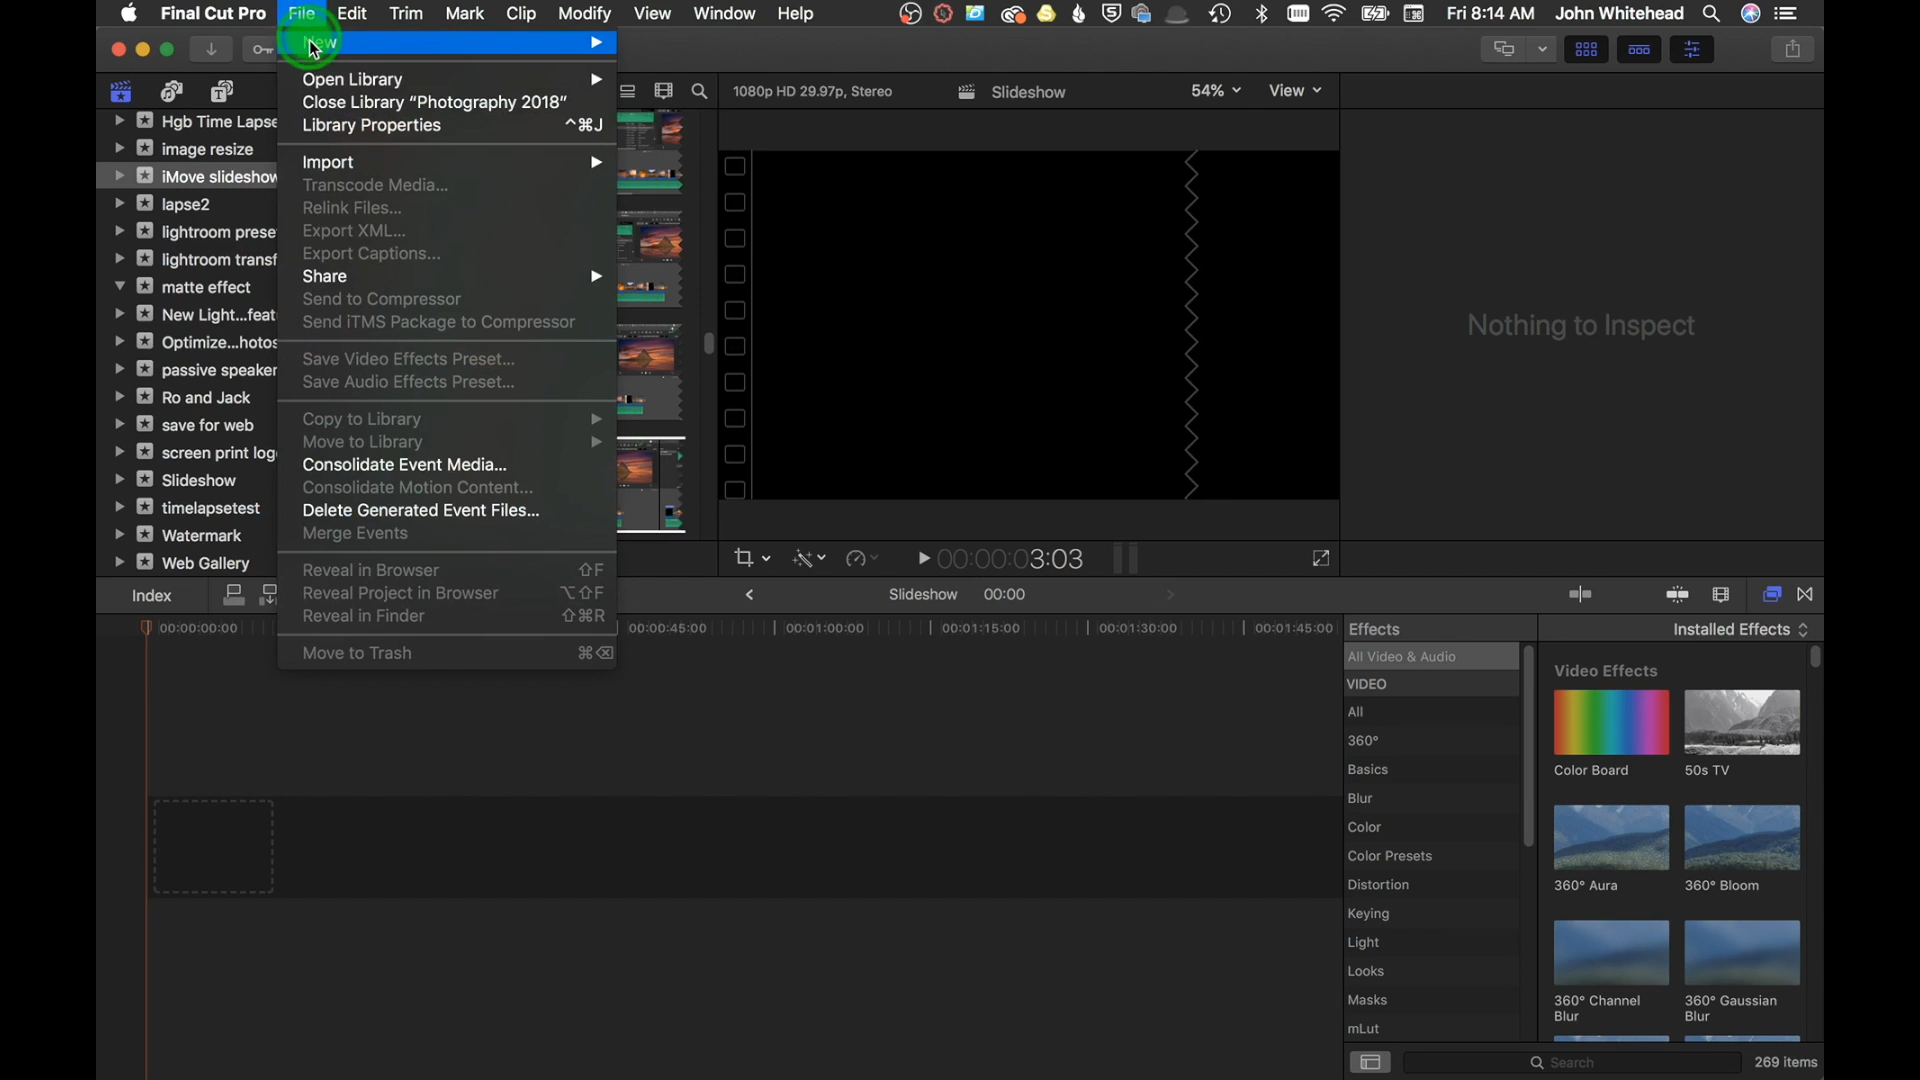 Final Cut Pro File Edit Trim Mark Clip Modify View Window Help Fri 8:14 AM John Whitehead
New
Open Library
Close Library “Photography 2018”
Library Properties ^⌘J
Import
Transcode Media...
Relink Files...
Export XML...
Export Captions...
Share
Send to Compressor
Send iTMS Package to Compressor
Save Video Effects Preset...
Save Audio Effects Preset...
Copy to Library
Move to Library
Consolidate Event Media...
Consolidate Motion Content...
Delete Generated Event Files...
Merge Events
Reveal in Browser ⇧F
Reveal Project in Browser ⌥⇧F
Reveal in Finder ⇧⌘R
Move to Trash ⌘⌫
Hgb Time Lapse
image resize
iMove slideshow
lapse2
lightroom prese
lightroom transf
matte effect
New Light...feat
Optimize...hotos
passive speaker
Ro and Jack
save for web
screen print log
Slideshow
timelapsetest
Watermark
Web Gallery
1080p HD 29.97p, Stereo Slideshow 54% View
Nothing to Inspect
00:00:03:03
Index Slideshow 00:00
00:00:00:00 00:00:45:00 00:01:00:00 00:01:15:00 00:01:30:00 00:01:45:00
Effects Installed Effects
All Video & Audio
VIDEO
All
360°
Basics
Blur
Color
Color Presets
Distortion
Keying
Light
Looks
Masks
mLut
Video Effects
Color Board 50s TV
360° Aura 360° Bloom
360° Channel Blur 360° Gaussian Blur
Search 269 items